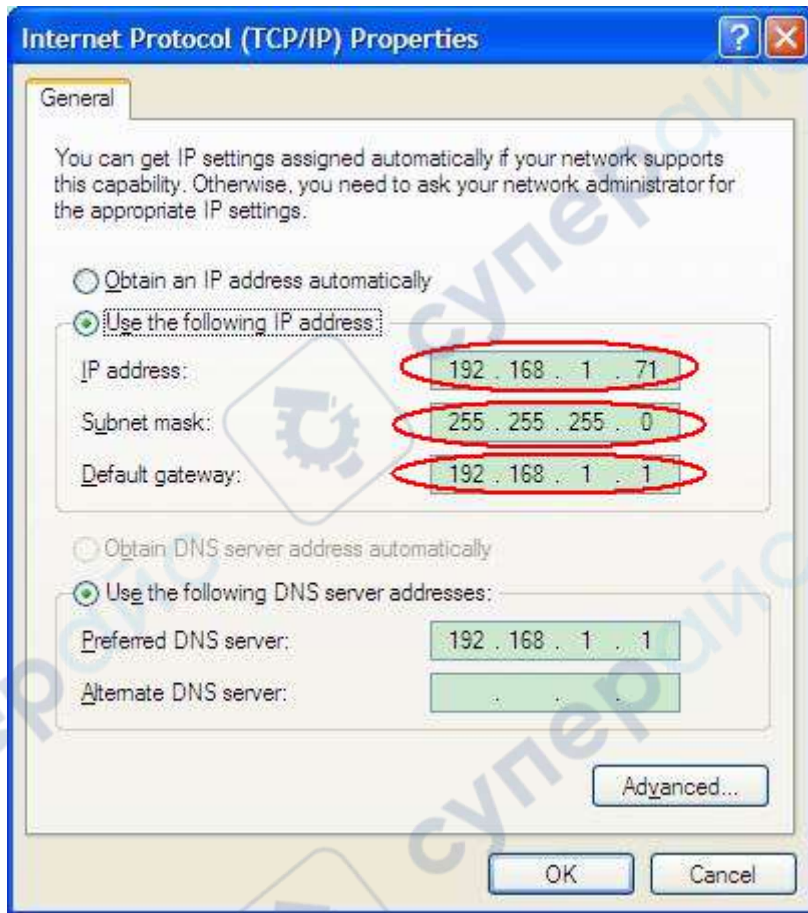 Internet Protocol (TCP/IP) Properties
General
You can get IP settings assigned automatically if your network supports
this capability. Otherwise, you need to ask your network administrator for
the appropriate IP settings.
Obtain an IP address automatically
Use the following IP address:
IP address: 192 . 168 . 1 . 71
Subnet mask: 255 . 255 . 255 . 0
Default gateway: 192 . 168 . 1 . 1
Obtain DNS server address automatically
Use the following DNS server addresses:
Preferred DNS server: 192 . 168 . 1 . 1
Alternate DNS server: . . .
Advanced...
OK Cancel
суперайс